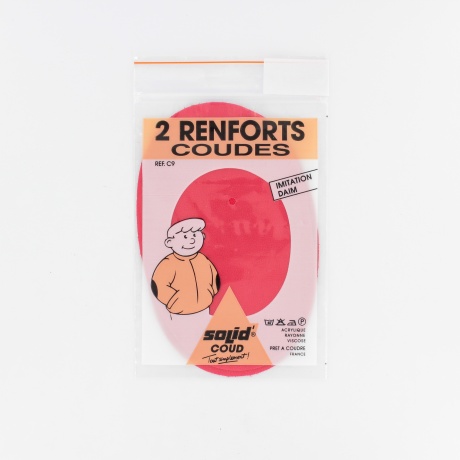 2 RENFORTS
COUDES
REF. C9
IMITATION
DAIM
SOLID'®
COUD
Tout simplement!
ACRYLIQUE
RAYONNE
VISCOSE
PRET A COUDRE
FRANCE